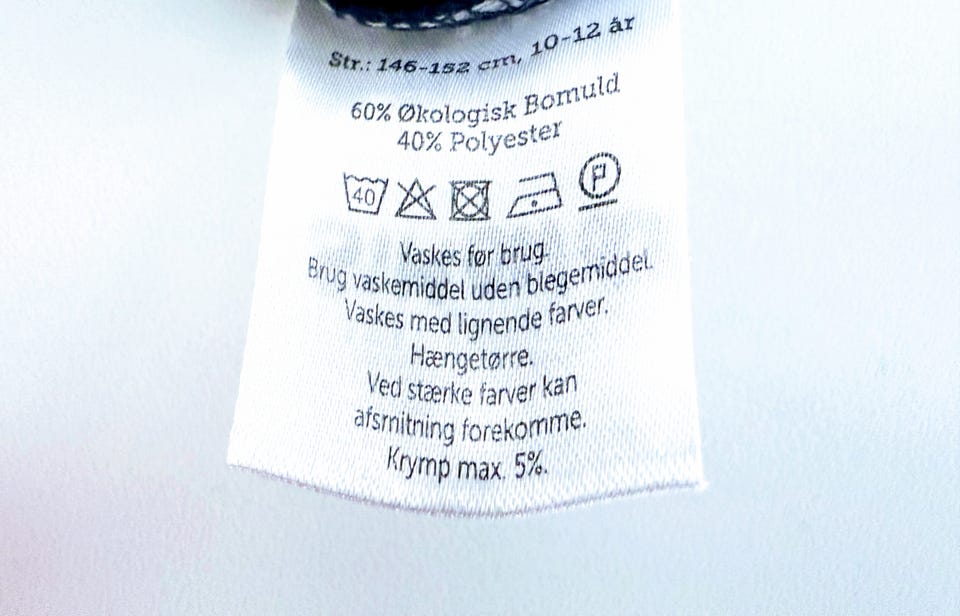 Str.: 146-152 cm, 10-12 år
60% Økologisk Bomuld
40% Polyester
40 P
Vaskes før brug.
Brug vaskemiddel uden blegemiddel.
Vaskes med lignende farver.
Hængetørre.
Ved stærke farver kan
afsmitning forekomme.
Krymp max. 5%.